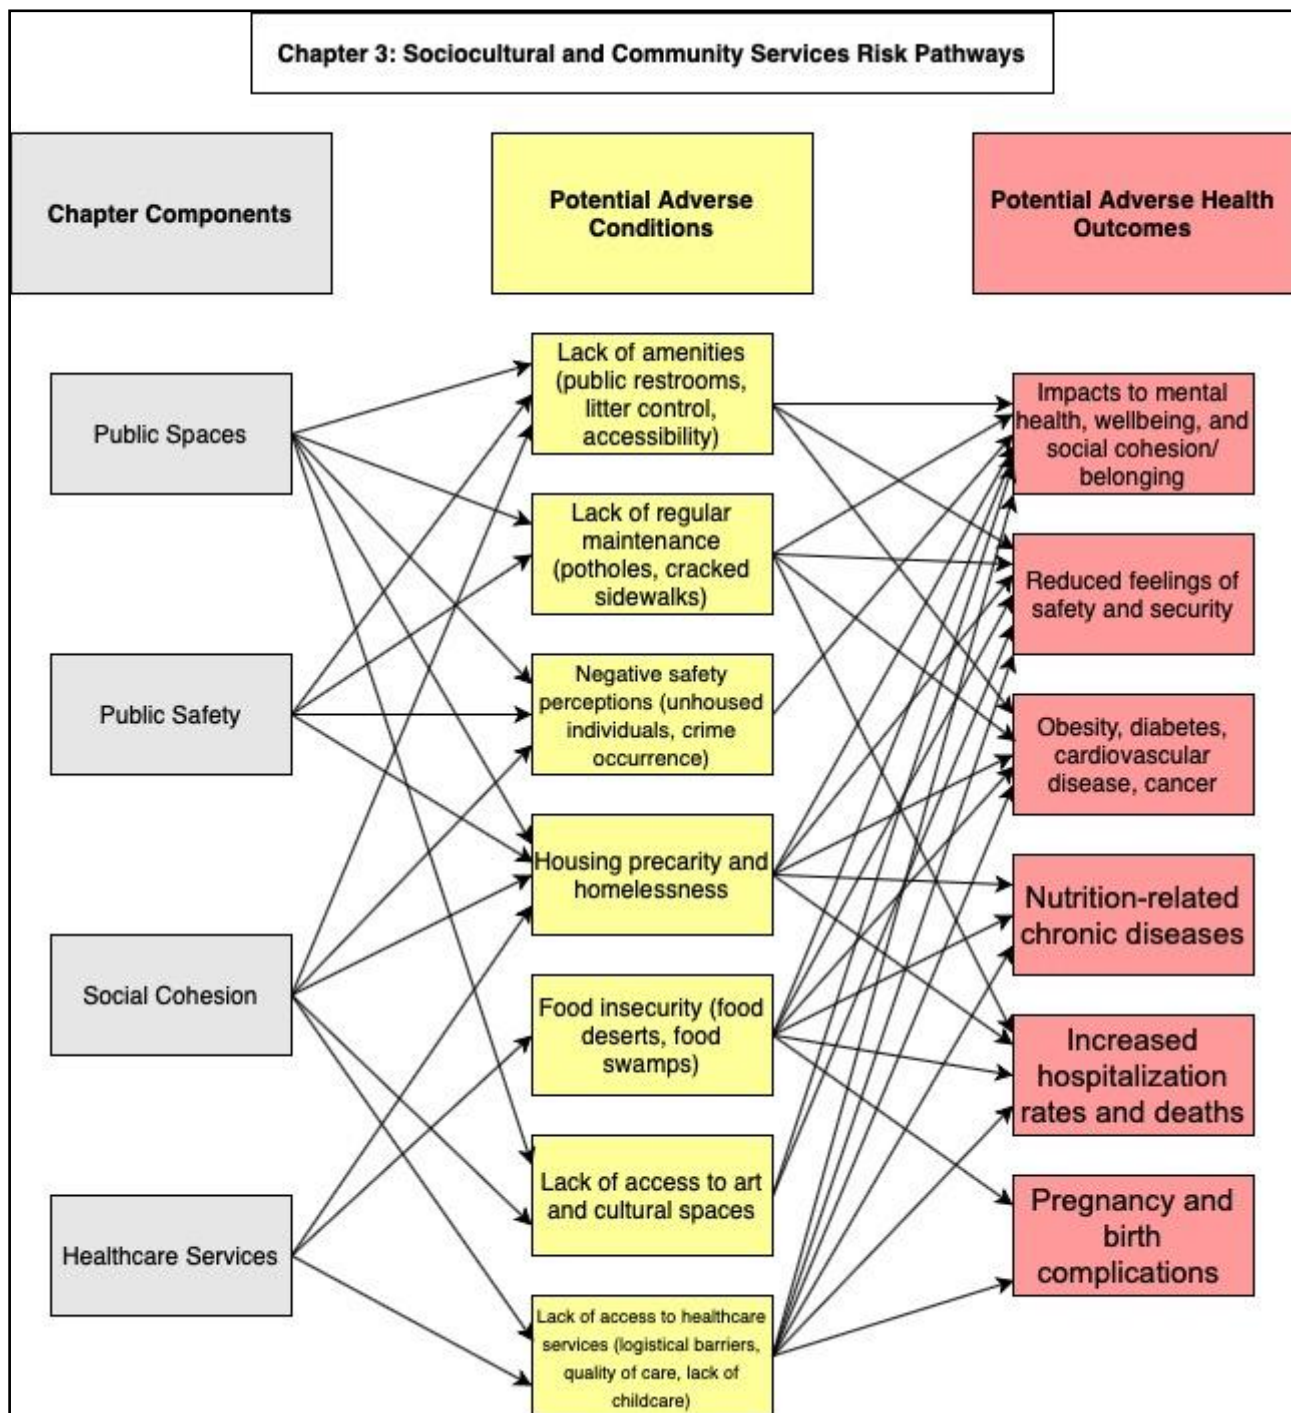 Chapter 3: Sociocultural and Community Services Risk Pathways
Chapter Components
Potential Adverse
Conditions
Potential Adverse Health
Outcomes
Public Spaces
Public Safety
Social Cohesion
Healthcare Services
Lack of amenities
(public restrooms,
litter control,
accessibility)
Lack of regular
maintenance
(potholes, cracked
sidewalks)
Negative safety
perceptions (unhoused
individuals, crime
occurrence)
Housing precarity and
homelessness
Food insecurity (food
deserts, food
swamps)
Lack of access to art
and cultural spaces
Lack of access to healthcare
services (logistical barriers,
quality of care, lack of
childcare)
Impacts to mental
health, wellbeing, and
social cohesion/
belonging
Reduced feelings of
safety and security
Obesity, diabetes,
cardiovascular
disease, cancer
Nutrition-related
chronic diseases
Increased
hospitalization
rates and deaths
Pregnancy and
birth
complications